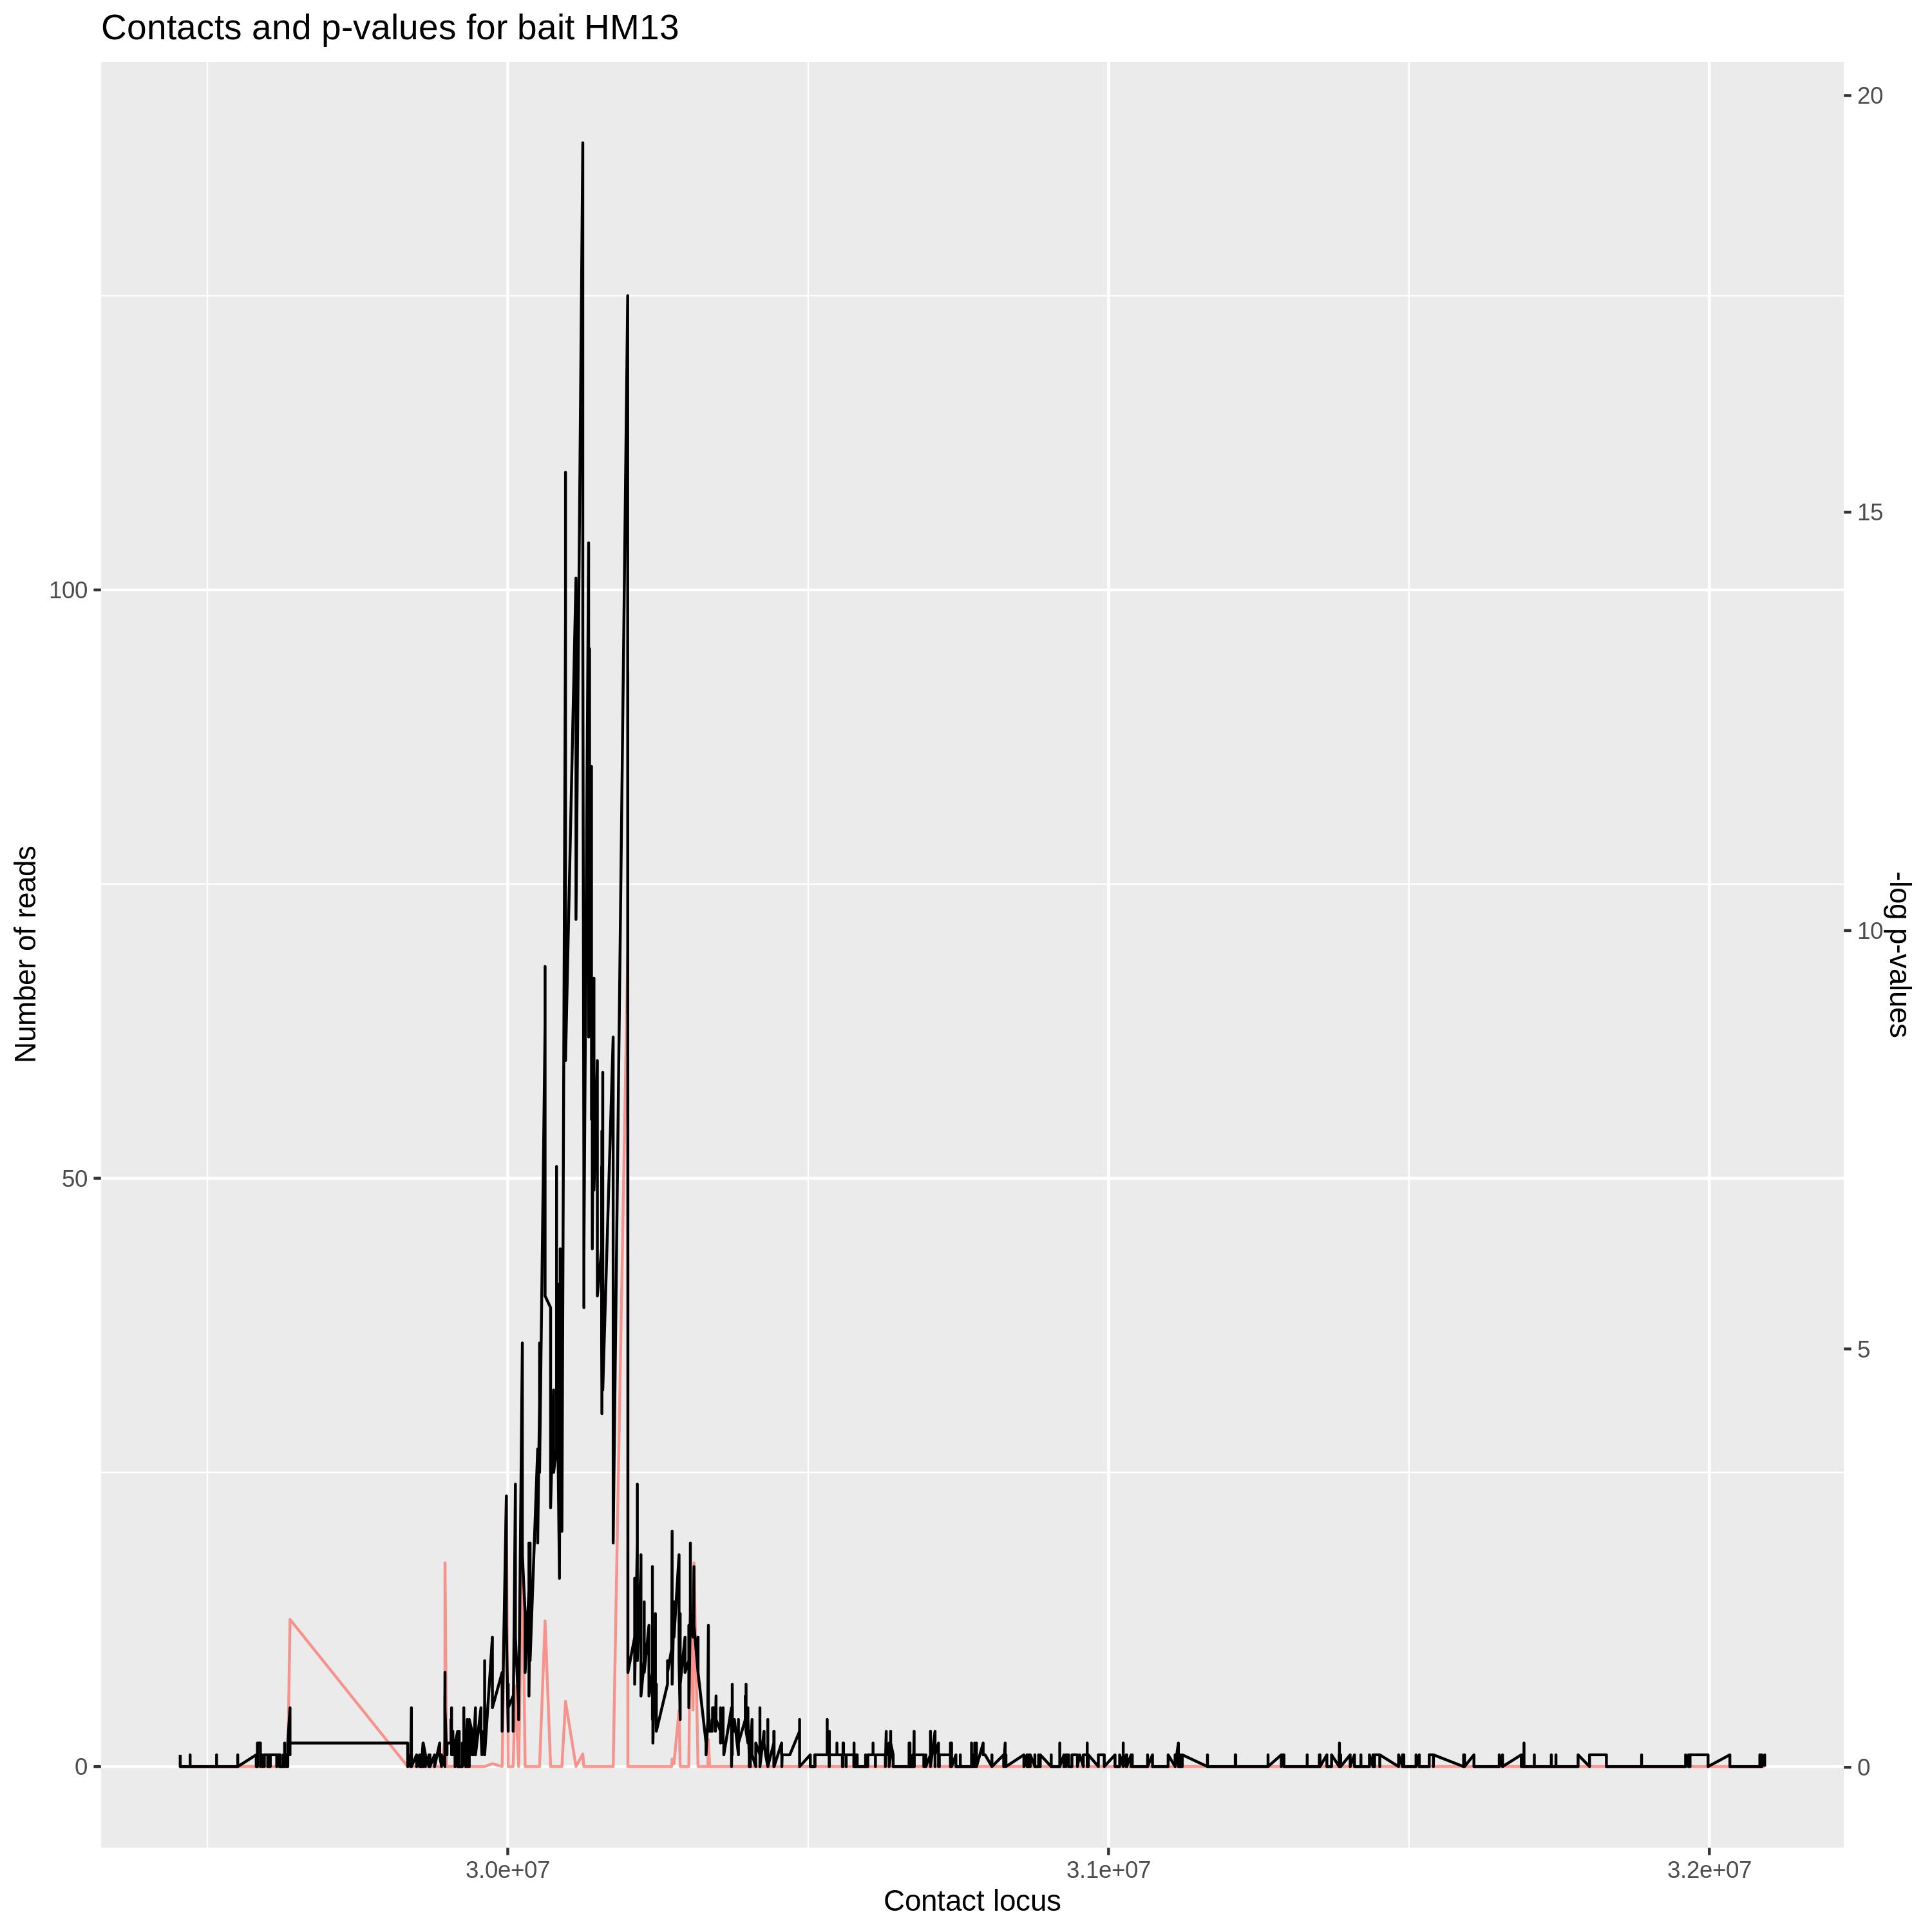 Contacts and p-values for bait HM13
20
15
10
5
0
100
50
0
Number of reads
-log p-values
3.0e+07
3.1e+07
3.2e+07
Contact locus